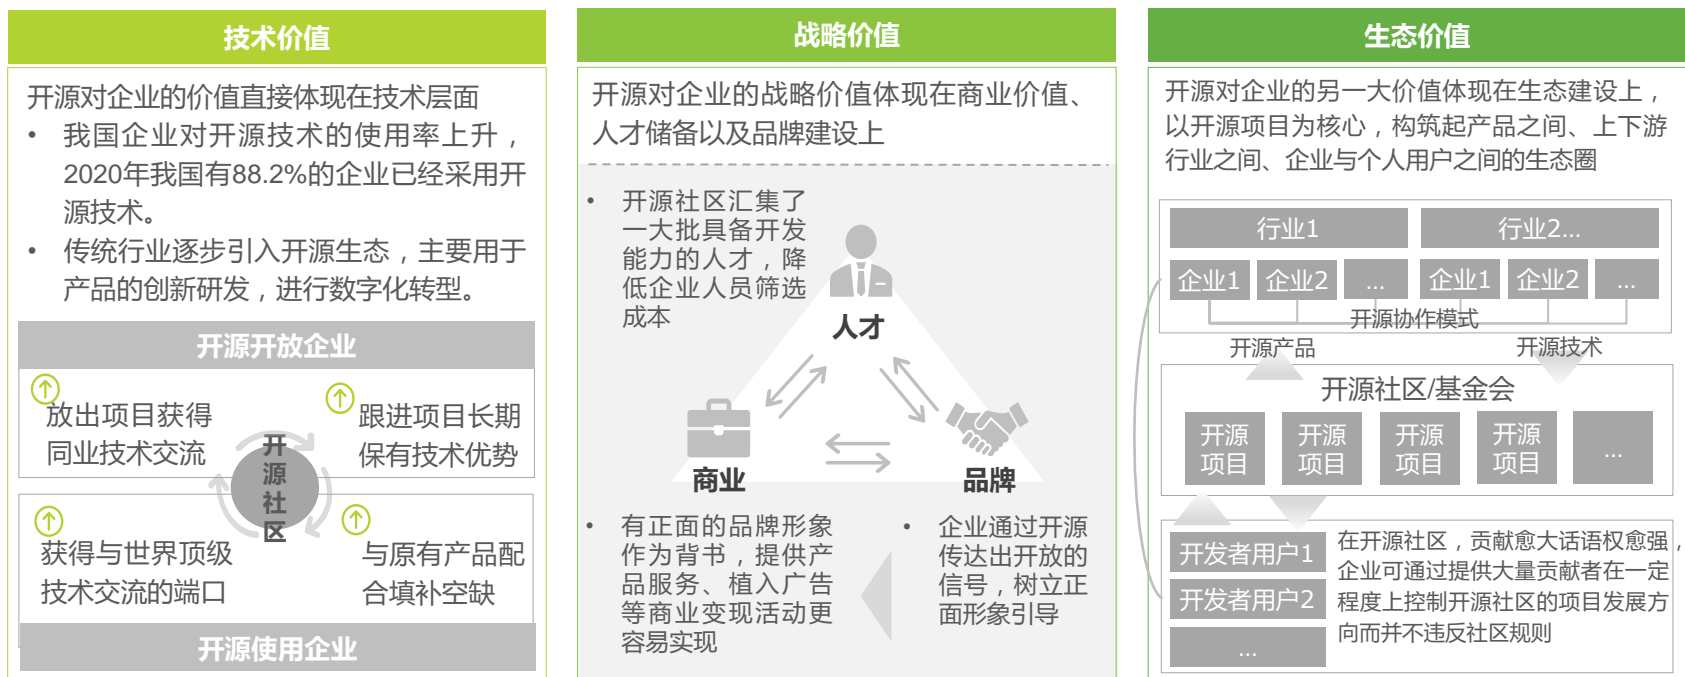 技术价值
开源对企业的价值直接体现在技术层面
• 我国企业对开源技术的使用率上升，
2020年我国有88.2%的企业已经采用开
源技术。
• 传统行业逐步引入开源生态，主要用于
产品的创新研发，进行数字化转型。
开源开放企业
放出项目获得
同业技术交流
跟进项目长期
保有技术优势
开
源
社
区
获得与世界顶级
技术交流的端口
与原有产品配
合填补空缺
开源使用企业
战略价值
开源对企业的战略价值体现在商业价值、
人才储备以及品牌建设上
• 开源社区汇集了
一大批具备开发
能力的人才，降
低企业人员筛选
成本
人才
商业
品牌
• 有正面的品牌形象
作为背书，提供产
品服务、植入广告
等商业变现活动更
容易实现
• 企业通过开源
传达出开放的
信号，树立正
面形象引导
生态价值
开源对企业的另一大价值体现在生态建设上，
以开源项目为核心，构筑起产品之间、上下游
行业之间、企业与个人用户之间的生态圈
行业1
行业2...
企业1
企业2
...
企业1
企业2
...
开源协作模式
开源产品
开源技术
开源社区/基金会
开源
项目
开源
项目
开源
项目
开源
项目
...
开发者用户1
开发者用户2
...
在开源社区，贡献愈大话语权愈强，
企业可通过提供大量贡献者在一定
程度上控制开源社区的项目发展方
向而并不违反社区规则